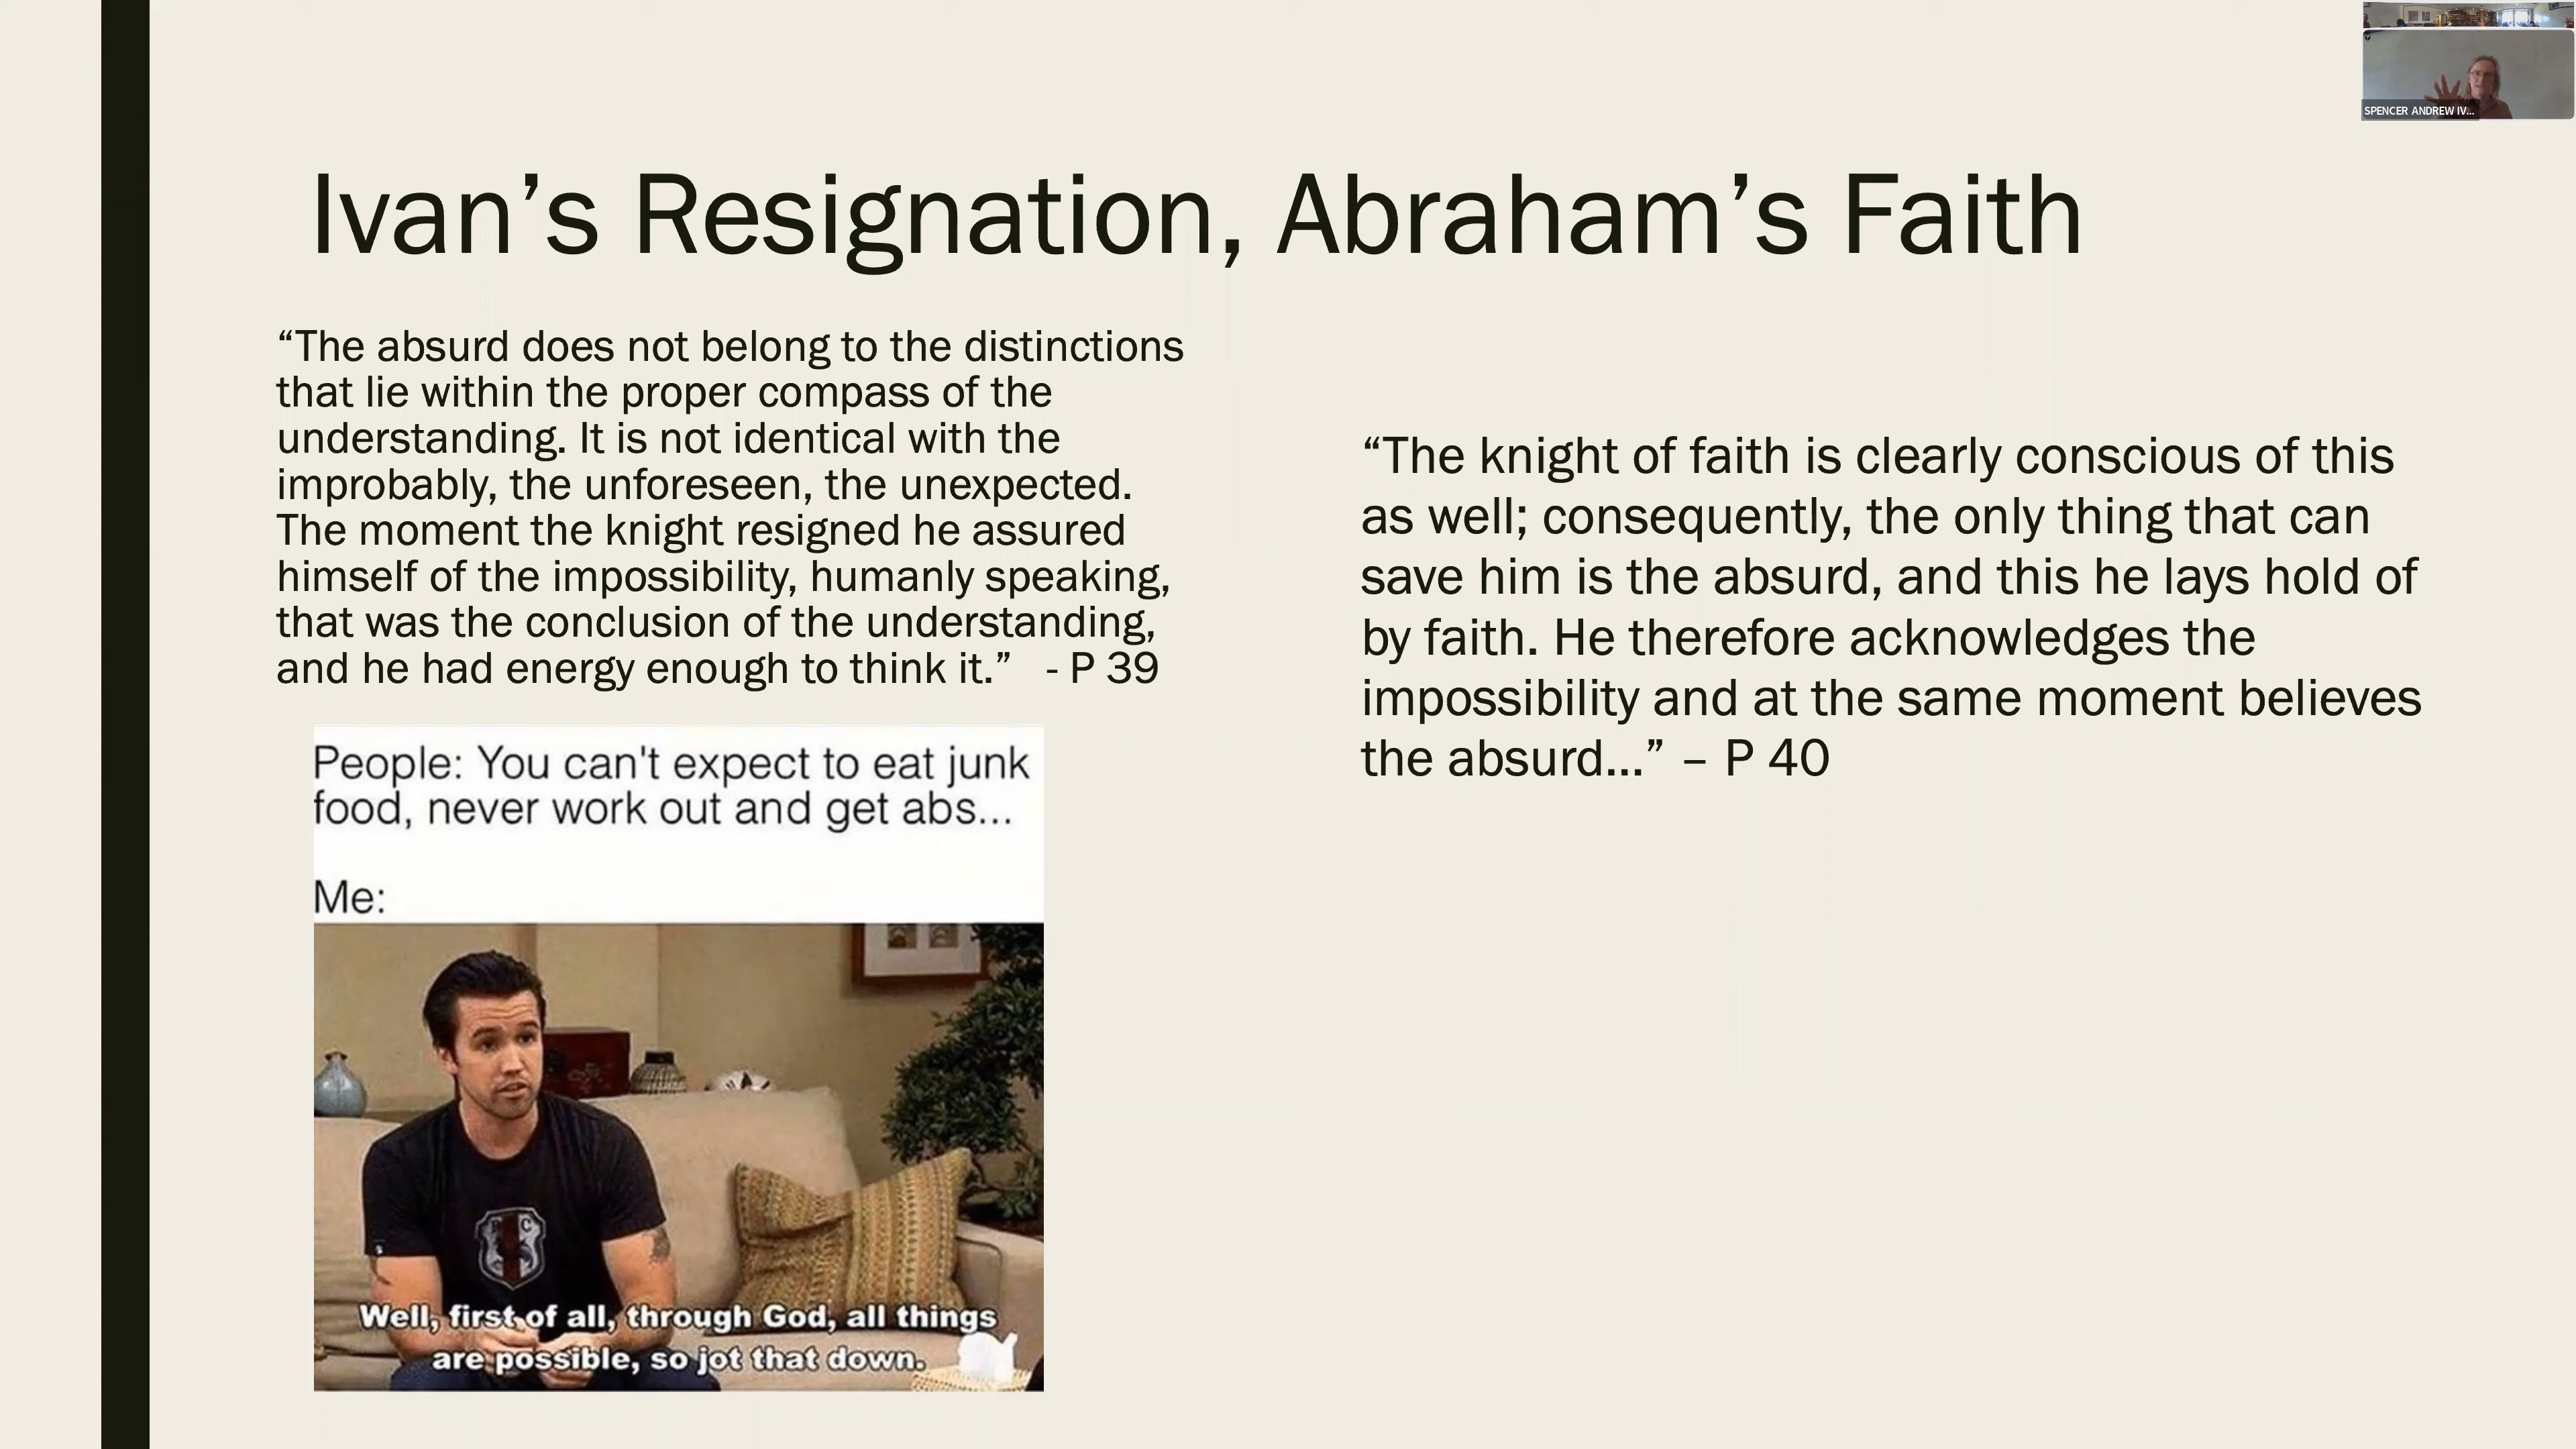 SPENCER ANDREW IV...
Ivan’s Resignation, Abraham’s Faith
“The absurd does not belong to the distinctions
that lie within the proper compass of the
understanding. It is not identical with the
improbably, the unforeseen, the unexpected.
The moment the knight resigned he assured
himself of the impossibility, humanly speaking,
that was the conclusion of the understanding,
and he had energy enough to think it.” - P 39
People: You can't expect to eat junk
food, never work out and get abs...
Me:
Well, first of all, through God, all things
are possible, so jot that down.
“The knight of faith is clearly conscious of this
as well; consequently, the only thing that can
save him is the absurd, and this he lays hold of
by faith. He therefore acknowledges the
impossibility and at the same moment believes
the absurd...” – P 40